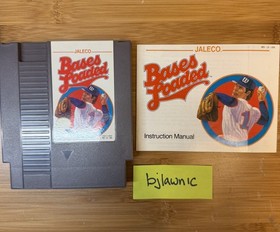 JALECO
Bases
Loaded
JALECO
Bases
Loaded
Instruction Manual
bjlawnic